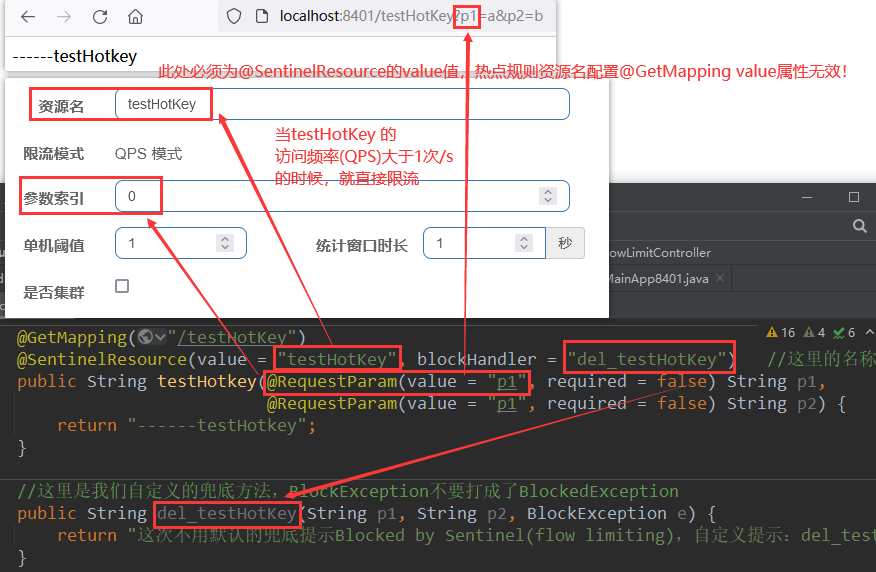 localhost:8401/testHotKey?p1=a&p2=b
------testHotkey
此处必须为@SentinelResource的value值，热点规则资源名配置@GetMapping value属性无效！
资源名 testHotKey
限流模式 QPS 模式
当testHotKey 的
访问频率(QPS)大于1次/s
的时候，就直接限流
参数索引 0
单机阈值 1 统计窗口时长 1 秒
是否集群
owLimitController
MainApp8401.java
16 4 6
@GetMapping("/testHotKey")
@SentinelResource(value = "testHotKey", blockHandler = "del_testHotKey") //这里的名称
public String testHotkey(@RequestParam(value = "p1", required = false) String p1,
@RequestParam(value = "p1", required = false) String p2) {
return "------testHotkey";
}
//这里是我们自定义的兜底方法，BlockException不要打成了BlockedException
public String del_testHotKey(String p1, String p2, BlockException e) {
return "这次不用默认的兜底提示Blocked by Sentinel(flow limiting)，自定义提示：del_test
}